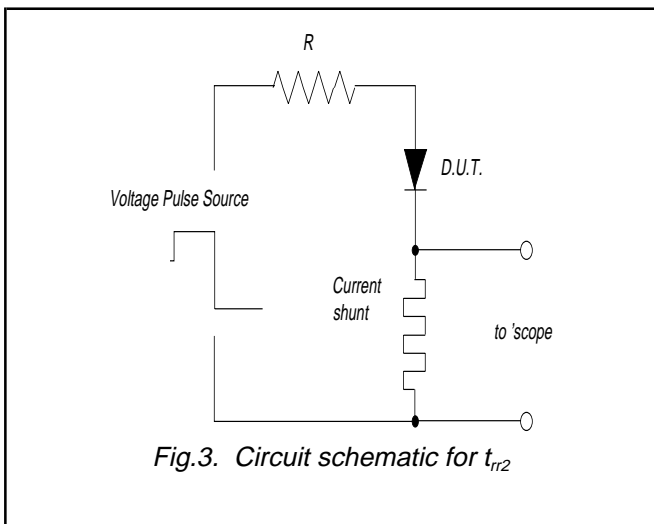 R
D.U.T.
Voltage Pulse Source
Current
shunt
to 'scope
Fig.3. Circuit schematic for trr2